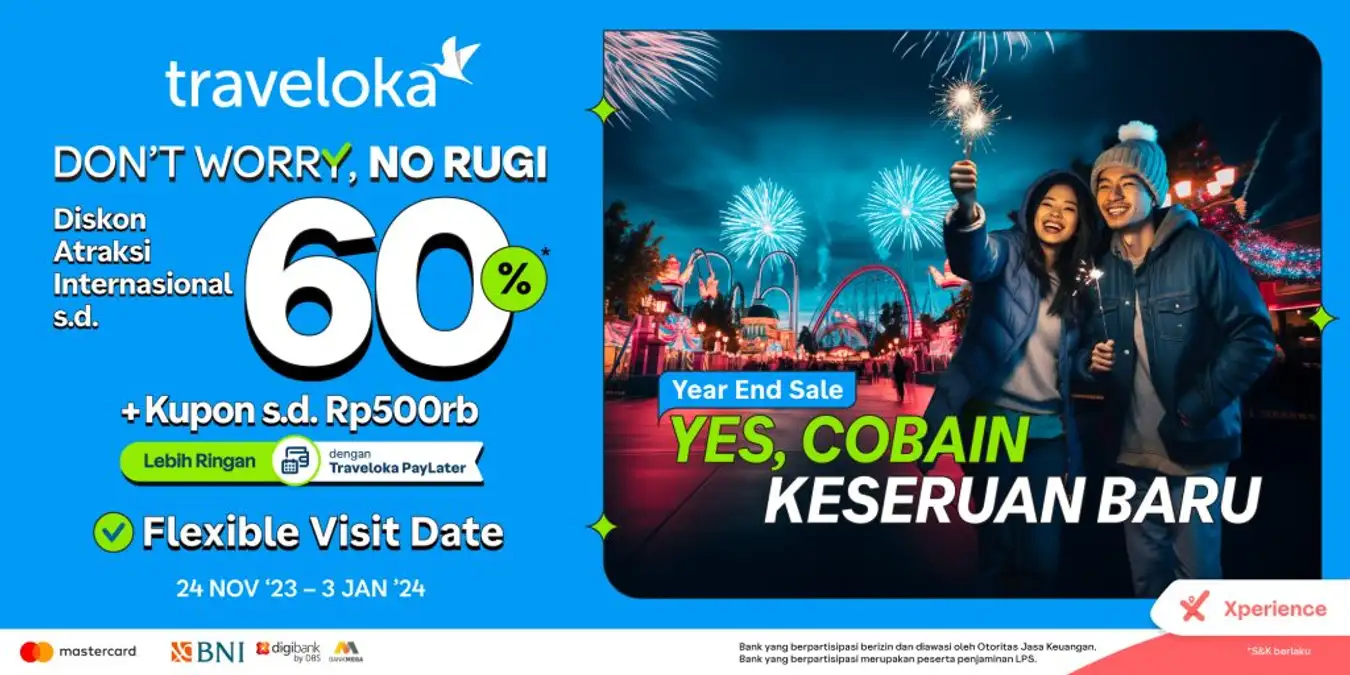 traveloka
DON'T WORRY, NO RUGI
Diskon
Atraksi
Internasional
s.d.
60%*
+Kupon s.d. Rp500rb
Lebih Ringan
dengan
Traveloka PayLater
Flexible Visit Date
24 NOV ‘23 – 3 JAN ’24
Year End Sale
YES, COBAIN
KESERUAN BARU
Xperience
mastercard
BNI
digibank
by DBS
BANK MEGA
Bank yang berpartisipasi berizin dan diawasi oleh Otoritas Jasa Keuangan.
Bank yang berpartisipasi merupakan peserta penjaminan LPS.
*S&K berlaku